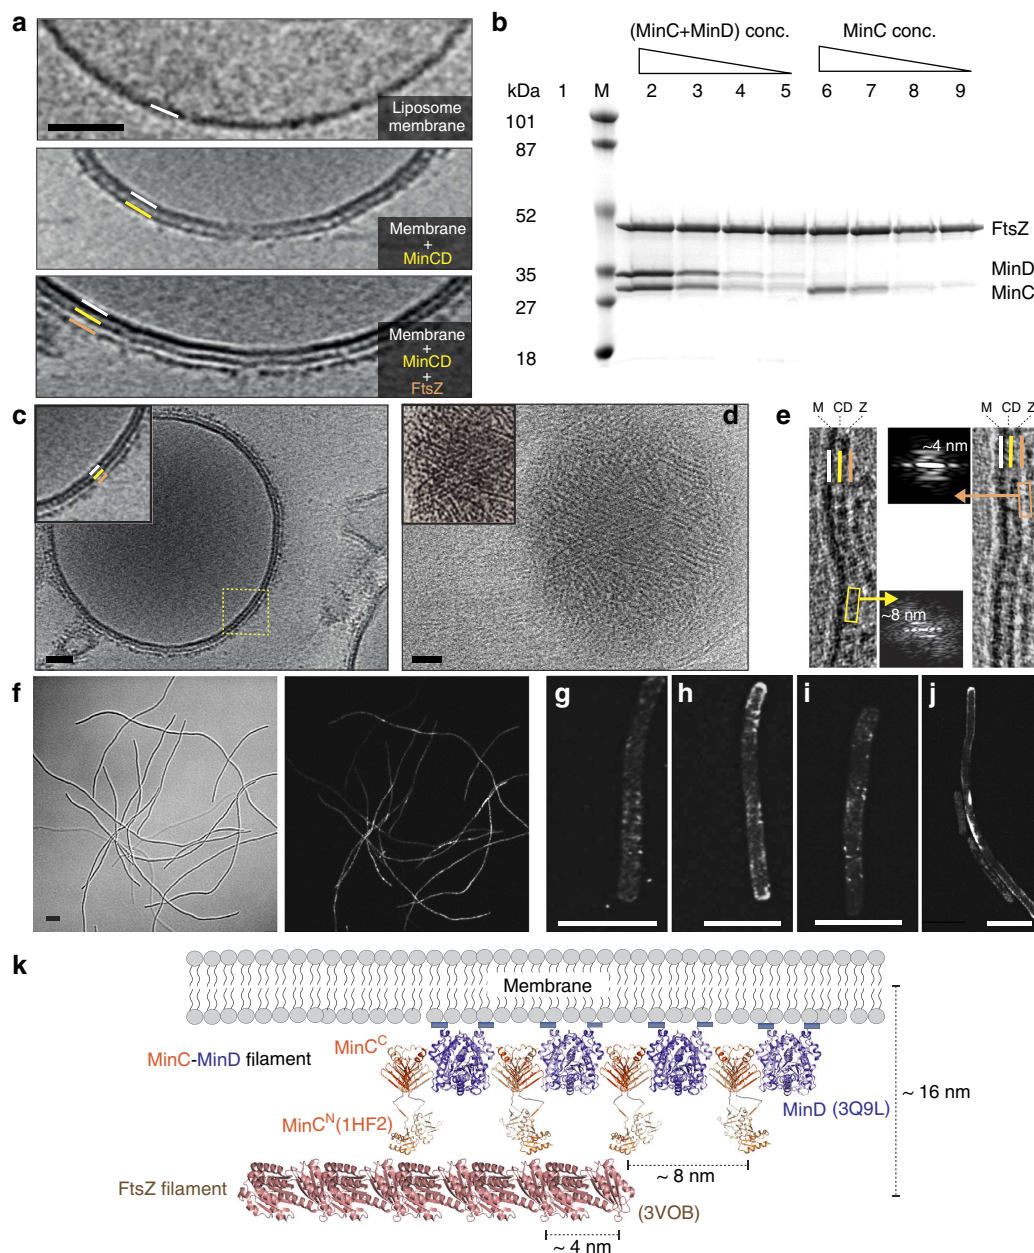 a
Liposome
membrane
Membrane
+
MinCD
Membrane
+
MinCD
+
FtsZ
b
(MinC+MinD) conc.
MinC conc.
kDa 1 M 2 3 4 5 6 7 8 9
101
87
52
35
27
18
FtsZ
MinD
MinC
c
d
e
M CD Z
M CD Z
~4 nm
~8 nm
f
g
h
i
j
k
Membrane
MinC-MinD filament
MinCᶜ
MinCᴺ(1HF2)
MinD (3Q9L)
~ 16 nm
~ 8 nm
FtsZ filament
(3VOB)
~ 4 nm